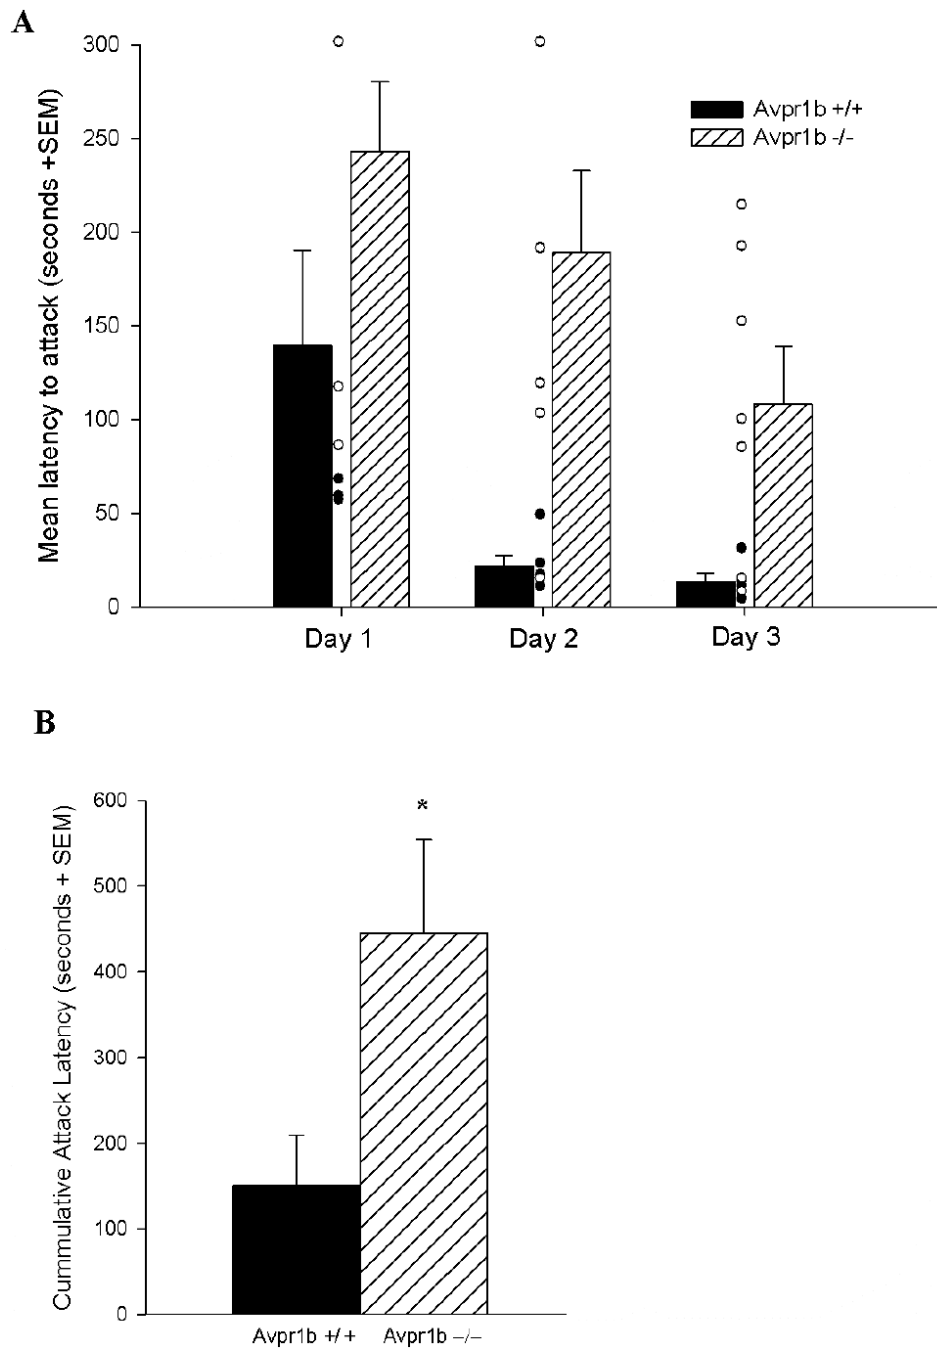 A
Mean latency to attack (seconds +SEM)
300
250
200
150
100
50
0
Avpr1b +/+
Avpr1b -/-
Day 1
Day 2
Day 3
B
Cummulative Attack Latency (seconds + SEM)
600
500
400
300
200
100
0
*
Avpr1b +/+
Avpr1b –/–